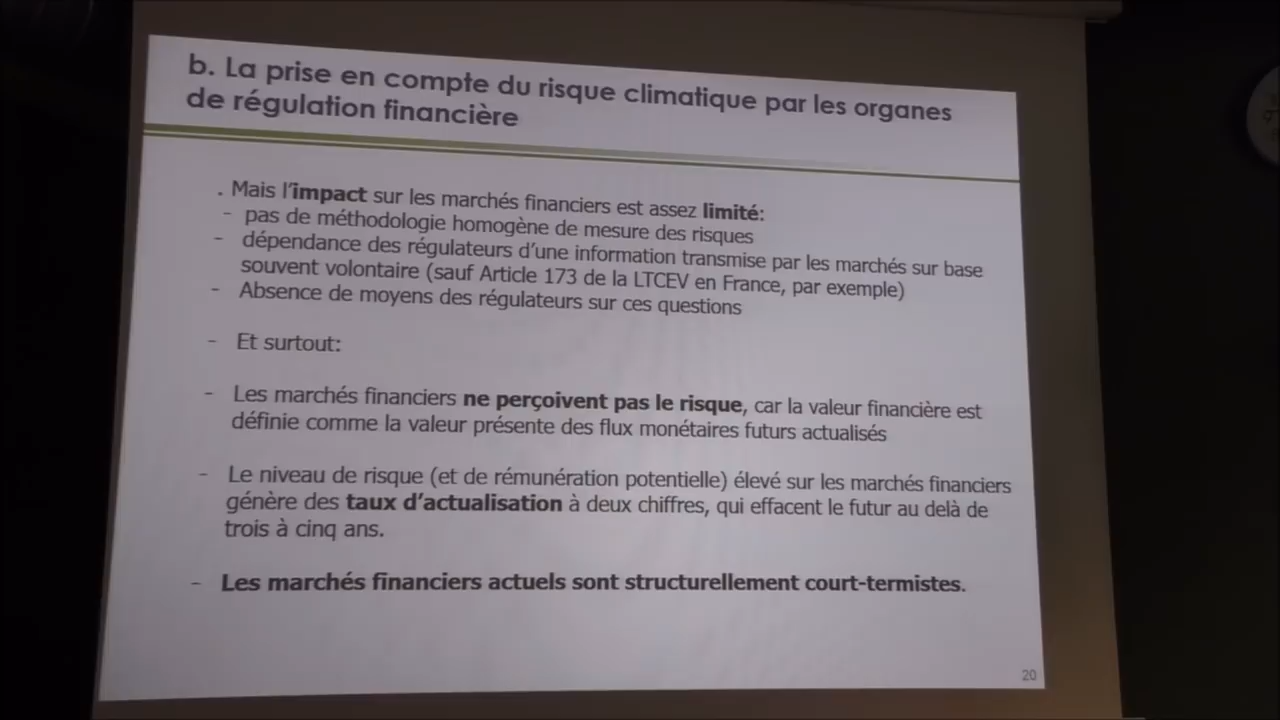 b. La prise en compte du risque climatique par les organes
de régulation financière
. Mais l'impact sur les marchés financiers est assez limité:
- pas de méthodologie homogène de mesure des risques
- dépendance des régulateurs d'une information transmise par les marchés sur base
souvent volontaire (sauf Article 173 de la LTCEV en France, par exemple)
- Absence de moyens des régulateurs sur ces questions
- Et surtout:
- Les marchés financiers ne perçoivent pas le risque, car la valeur financière est
définie comme la valeur présente des flux monétaires futurs actualisés
- Le niveau de risque (et de rémunération potentielle) élevé sur les marchés financiers
génère des taux d'actualisation à deux chiffres, qui effacent le futur au delà de
trois à cinq ans.
- Les marchés financiers actuels sont structurellement court-termistes.
20